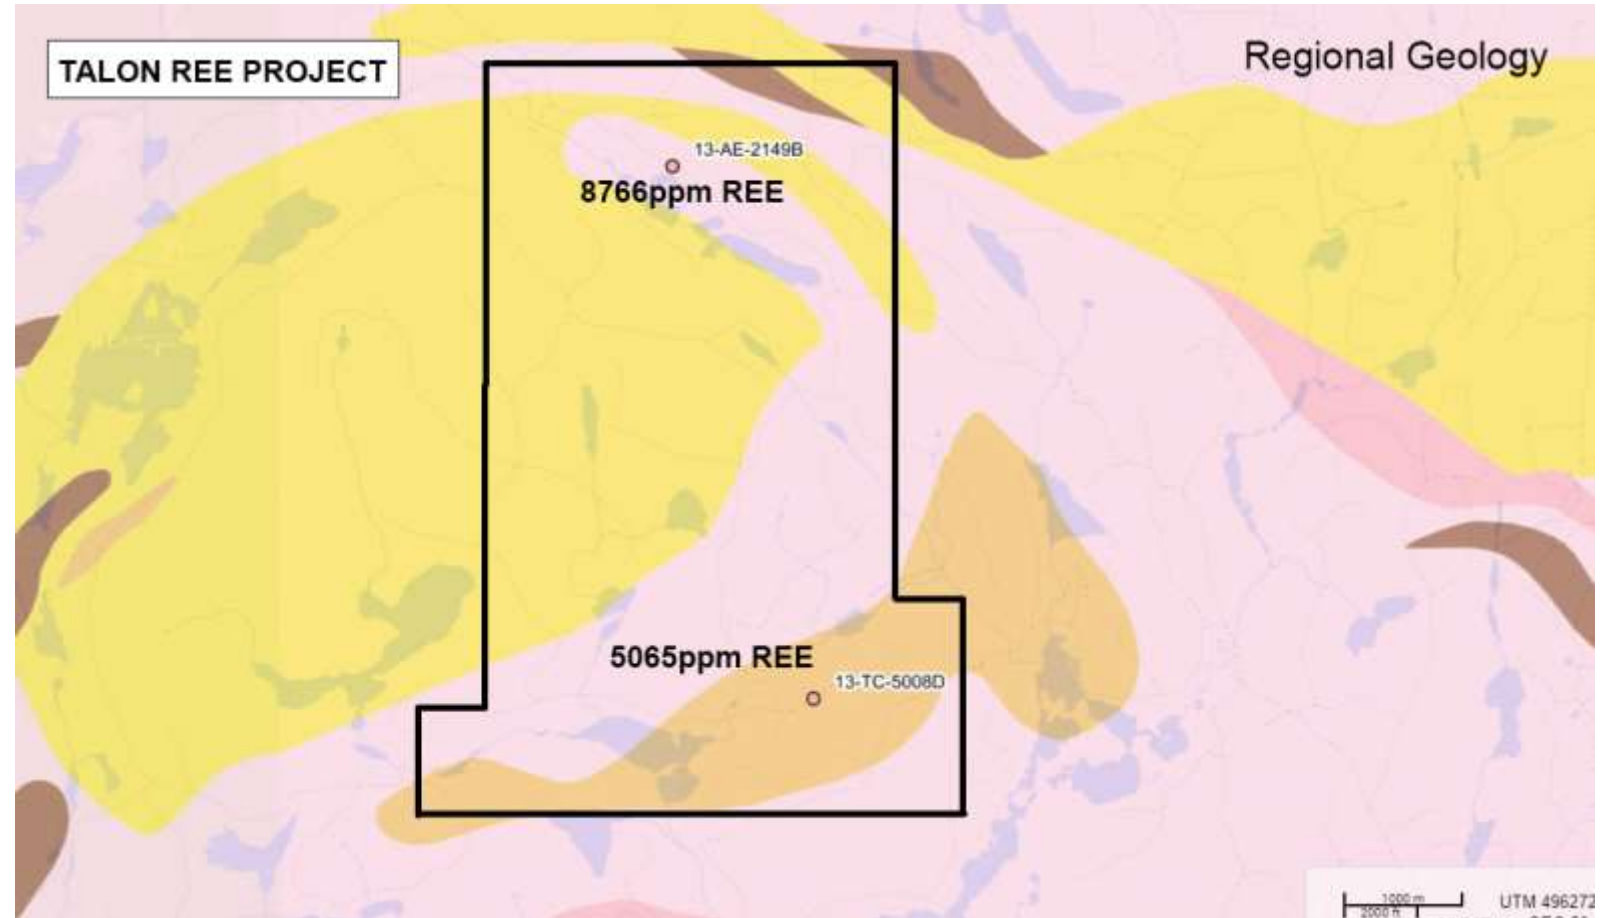 TALON REE PROJECT
Regional Geology
13-AE-2149B
8766ppm REE
5065ppm REE
13-TC-5008D
1000 m
2000 ft
UTM 496272